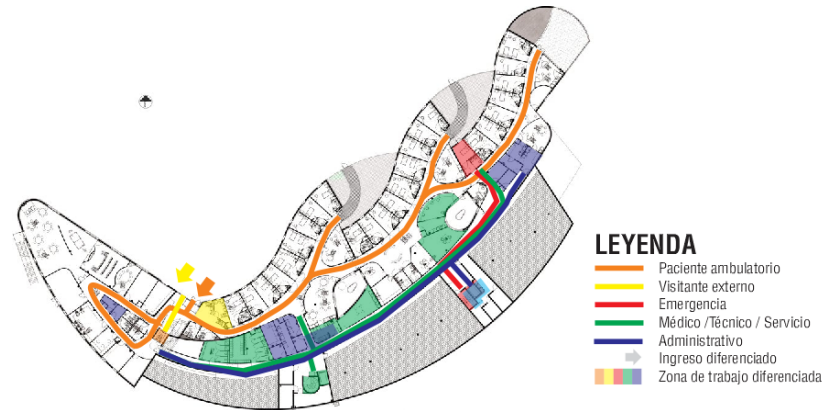 LEYENDA
Paciente ambulatorio
Visitante externo
Emergencia
Médico /Técnico / Servicio
Administrativo
Ingreso diferenciado
Zona de trabajo diferenciada